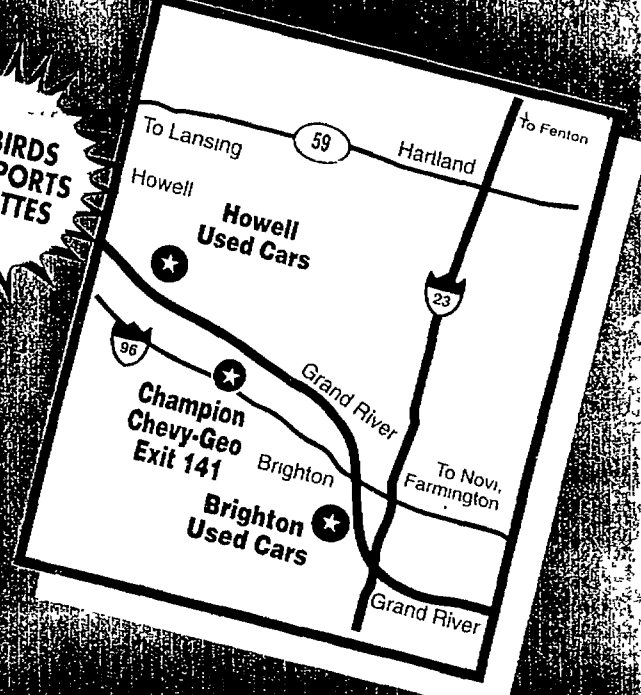 BIRDS
PORTS
TTES
To Fenton
To Lansing
59
Hartland
Howell
Howell
Used Cars
23
96
Grand River
Champion
Chevy-Geo
Exit 141
Brighton
To Novi,
Farmington
Brighton
Used Cars
Grand River